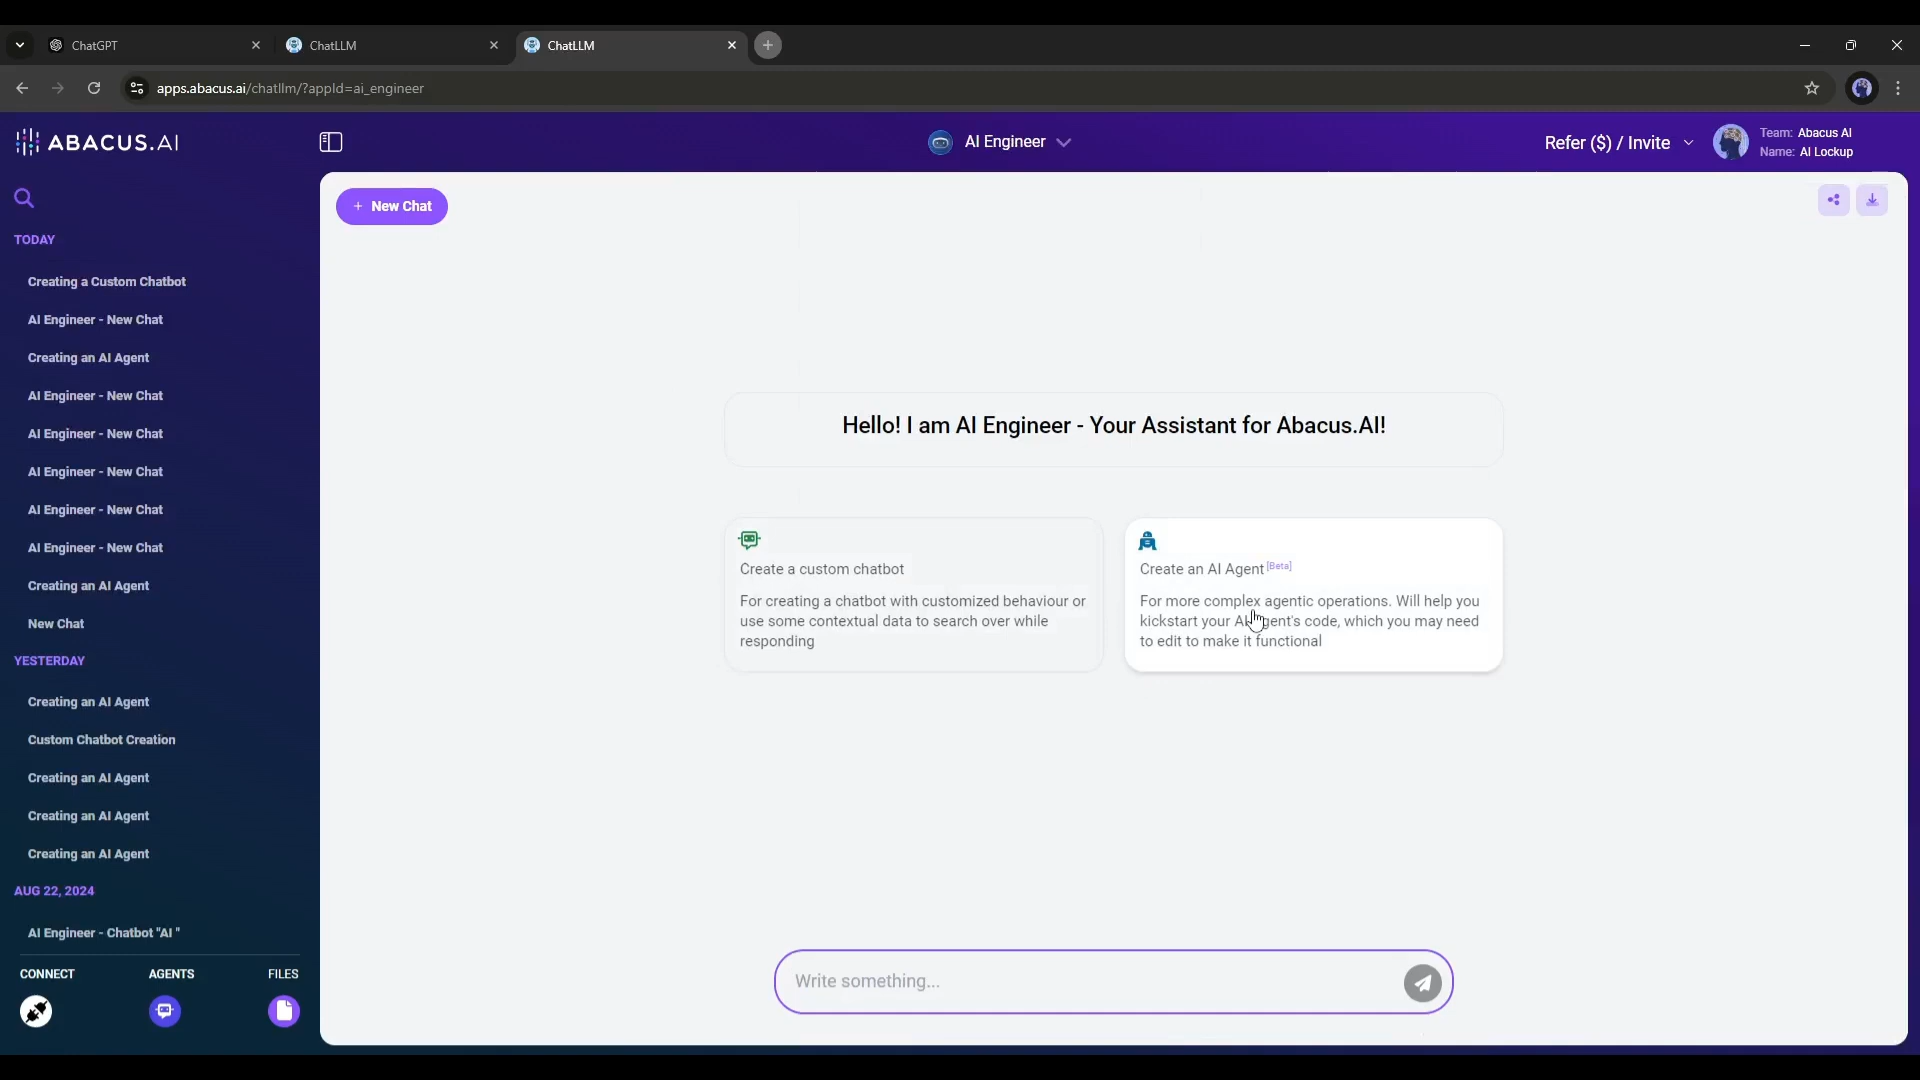 ChatGPT
ChatLLM
ChatLLM
apps.abacus.ai/chatllm/?appId=ai_engineer
ABACUS.AI
AI Engineer
Refer ($) / Invite
Team: Abacus AI
Name: AI Lockup
+ New Chat
TODAY
Creating a Custom Chatbot
AI Engineer - New Chat
Creating an AI Agent
AI Engineer - New Chat
AI Engineer - New Chat
AI Engineer - New Chat
AI Engineer - New Chat
AI Engineer - New Chat
Creating an AI Agent
New Chat
YESTERDAY
Creating an AI Agent
Custom Chatbot Creation
Creating an AI Agent
Creating an AI Agent
Creating an AI Agent
AUG 22, 2024
AI Engineer - Chatbot "AI "
CONNECT
AGENTS
FILES
Hello! I am AI Engineer - Your Assistant for Abacus.AI!
Create a custom chatbot
For creating a chatbot with customized behaviour or
use some contextual data to search over while
responding
Create an AI Agent [Beta]
For more complex agentic operations. Will help you
kickstart your AI Agent's code, which you may need
to edit to make it functional
Write something...